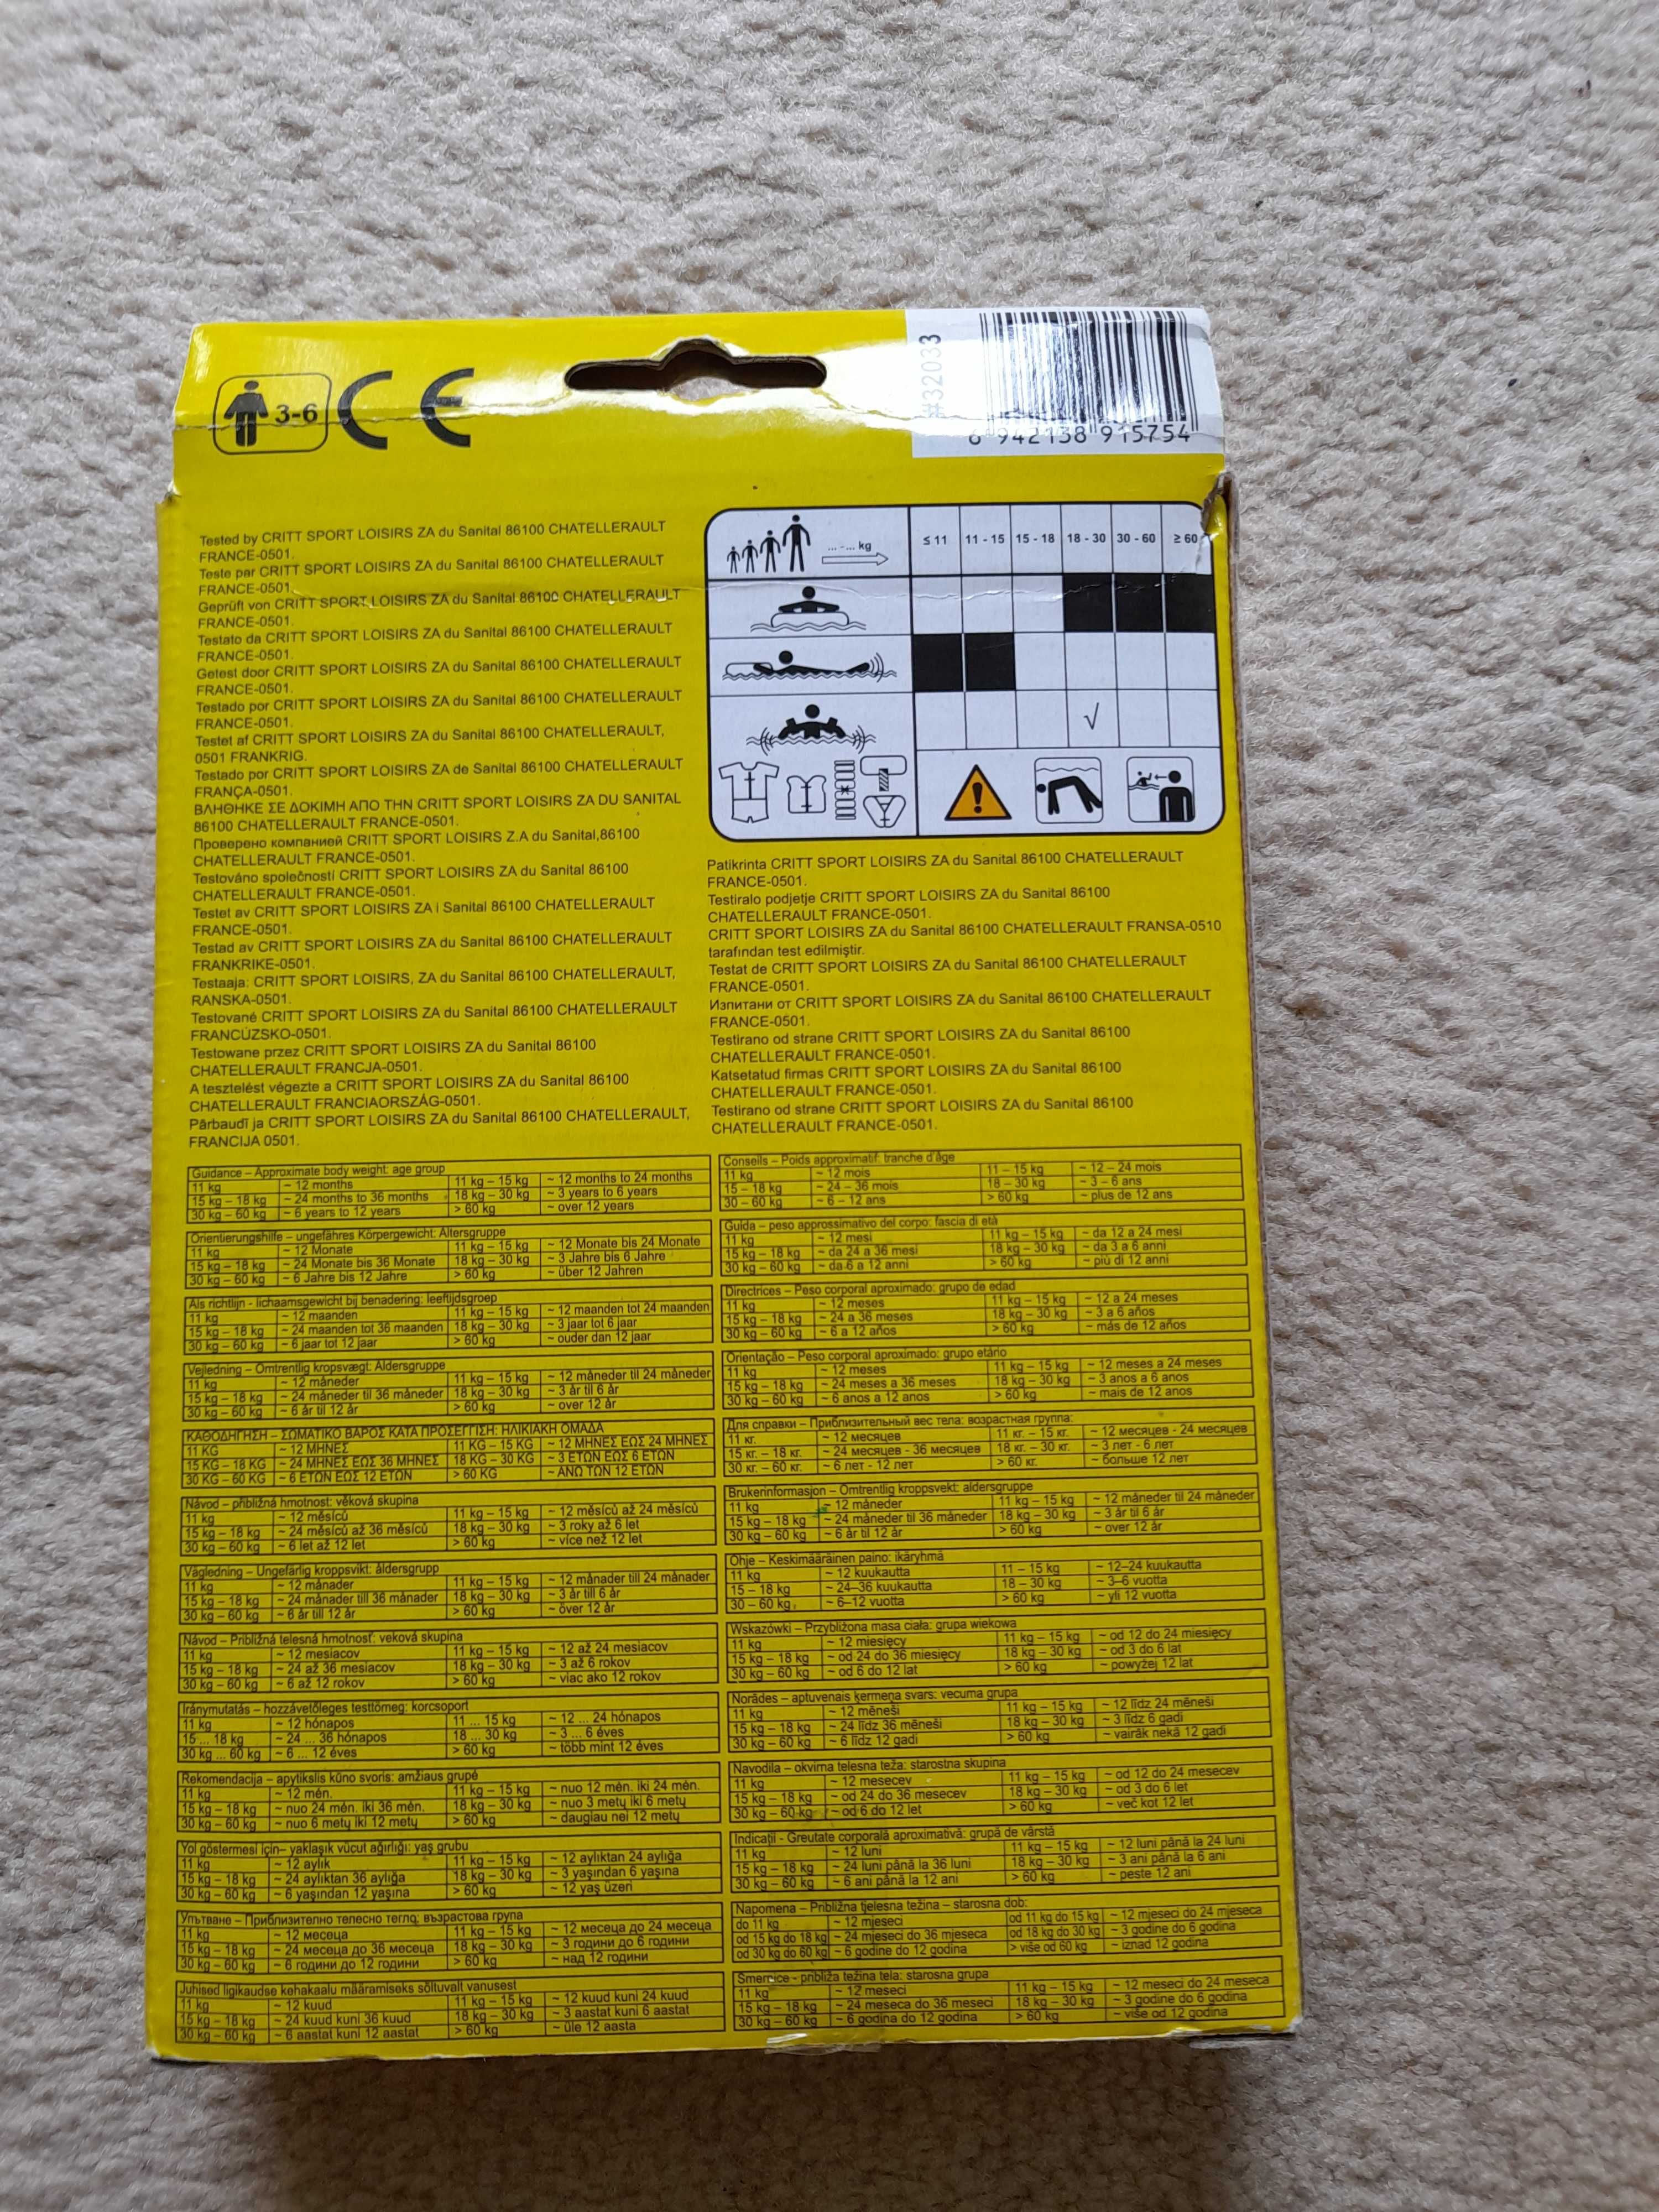 3-6 CE
#32033
6 942138 915754
Tested by CRITT SPORT LOISIRS ZA du Sanital 86100 CHATELLERAULT
FRANCE-0501.
Teste par CRITT SPORT LOISIRS ZA du Sanital 86100 CHATELLERAULT
FRANCE-0501.
Geprüft von CRITT SPORT LOISIRS ZA du Sanital 86100 CHATELLERAULT
FRANCE-0501.
Testato da CRITT SPORT LOISIRS ZA du Sanital 86100 CHATELLERAULT
FRANCE-0501.
Getest door CRITT SPORT LOISIRS ZA du Sanital 86100 CHATELLERAULT
FRANCE-0501.
Testado por CRITT SPORT LOISIRS ZA du Sanital 86100 CHATELLERAULT
FRANCE-0501.
Testet af CRITT SPORT LOISIRS ZA du Sanital 86100 CHATELLERAULT,
0501 FRANKRIG.
Testado por CRITT SPORT LOISIRS ZA de Sanital 86100 CHATELLERAULT
FRANÇA-0501.
ΒΛΗΘΗΚΕ ΣΕ ΔΟΚΙΜΗ ΑΠΟ ΤΗΝ CRITT SPORT LOISIRS ZA DU SANITAL
86100 CHATELLERAULT FRANCE-0501.
Проверено компанией CRITT SPORT LOISIRS Z.A du Sanital,86100
CHATELLERAULT FRANCE-0501.
Testováno společností CRITT SPORT LOISIRS ZA du Sanital 86100
CHATELLERAULT FRANCE-0501.
Testet av CRITT SPORT LOISIRS ZA i Sanital 86100 CHATELLERAULT
FRANCE-0501.
Testad av CRITT SPORT LOISIRS ZA du Sanital 86100 CHATELLERAULT
FRANKRIKE-0501.
Testaaja: CRITT SPORT LOISIRS, ZA du Sanital 86100 CHATELLERAULT,
RANSKA-0501.
Testované CRITT SPORT LOISIRS ZA du Sanital 86100 CHATELLERAULT
FRANCÚZSKO-0501.
Testowane przez CRITT SPORT LOISIRS ZA du Sanital 86100
CHATELLERAULT FRANCJA-0501.
A tesztelést végezte a CRITT SPORT LOISIRS ZA du Sanital 86100
CHATELLERAULT FRANCIAORSZÁG-0501.
Pārbaudī ja CRITT SPORT LOISIRS ZA du Sanital 86100 CHATELLERAULT,
FRANCIJA 0501.
... - ... kg ≤ 11 11 - 15 15 - 18 18 - 30 30 - 60 ≥ 60
√
Patikrinta CRITT SPORT LOISIRS ZA du Sanital 86100 CHATELLERAULT
FRANCE-0501.
Testiralo podjetje CRITT SPORT LOISIRS ZA du Sanital 86100
CHATELLERAULT FRANCE-0501.
CRITT SPORT LOISIRS ZA du Sanital 86100 CHATELLERAULT FRANSA-0510
tarafından test edilmiştir.
Testat de CRITT SPORT LOISIRS ZA du Sanital 86100 CHATELLERAULT
FRANCE-0501.
Изпитани от CRITT SPORT LOISIRS ZA du Sanital 86100 CHATELLERAULT
FRANCE-0501.
Testirano od strane CRITT SPORT LOISIRS ZA du Sanital 86100
CHATELLERAULT FRANCE-0501.
Katsetatud firmas CRITT SPORT LOISIRS ZA du Sanital 86100
CHATELLERAULT FRANCE-0501.
Testirano od strane CRITT SPORT LOISIRS ZA du Sanital 86100
CHATELLERAULT FRANCE-0501.
Guidance – Approximate body weight: age group
11 kg ~ 12 months 11 kg – 15 kg ~ 12 months to 24 months
15 kg – 18 kg ~ 24 months to 36 months 18 kg – 30 kg ~ 3 years to 6 years
30 kg – 60 kg ~ 6 years to 12 years > 60 kg ~ over 12 years
Orientierungshilfe – ungefähres Körpergewicht: Altersgruppe
11 kg ~ 12 Monate 11 kg – 15 kg ~ 12 Monate bis 24 Monate
15 kg – 18 kg ~ 24 Monate bis 36 Monate 18 kg – 30 kg ~ 3 Jahre bis 6 Jahre
30 kg – 60 kg ~ 6 Jahre bis 12 Jahre > 60 kg ~ über 12 Jahren
Als richtlijn - lichaamsgewicht bij benadering: leeftijdsgroep
11 kg ~ 12 maanden 11 kg – 15 kg ~ 12 maanden tot 24 maanden
15 kg – 18 kg ~ 24 maanden tot 36 maanden 18 kg – 30 kg ~ 3 jaar tot 6 jaar
30 kg – 60 kg ~ 6 jaar tot 12 jaar > 60 kg ~ ouder dan 12 jaar
Vejledning – Omtrentlig kropsvægt: Aldersgruppe
11 kg ~ 12 måneder 11 kg – 15 kg ~ 12 måneder til 24 måneder
15 kg – 18 kg ~ 24 måneder til 36 måneder 18 kg – 30 kg ~ 3 år til 6 år
30 kg – 60 kg ~ 6 år til 12 år > 60 kg ~ over 12 år
ΚΑΘΟΔΗΓΗΣΗ – ΣΩΜΑΤΙΚΟ ΒΑΡΟΣ ΚΑΤΑ ΠΡΟΣΕΓΓΙΣΗ: ΗΛΙΚΙΑΚΗ ΟΜΑΔΑ
11 KG ~ 12 ΜΗΝΕΣ 11 KG – 15 KG ~ 12 ΜΗΝΕΣ ΕΩΣ 24 ΜΗΝΕΣ
15 KG – 18 KG ~ 24 ΜΗΝΕΣ ΕΩΣ 36 ΜΗΝΕΣ 18 KG – 30 KG ~ 3 ΕΤΩΝ ΕΩΣ 6 ΕΤΩΝ
30 KG – 60 KG ~ 6 ΕΤΩΝ ΕΩΣ 12 ΕΤΩΝ > 60 KG ~ ΑΝΩ ΤΩΝ 12 ΕΤΩΝ
Návod – přibližná hmotnost: věková skupina
11 kg ~ 12 měsíců 11 kg – 15 kg ~ 12 měsíců až 24 měsíců
15 kg – 18 kg ~ 24 měsíců až 36 měsíců 18 kg – 30 kg ~ 3 roky až 6 let
30 kg – 60 kg ~ 6 let až 12 let > 60 kg ~ více než 12 let
Vägledning – Ungefärlig kroppsvikt: åldersgrupp
11 kg ~ 12 månader 11 kg – 15 kg ~ 12 månader till 24 månader
15 kg – 18 kg ~ 24 månader till 36 månader 18 kg – 30 kg ~ 3 år till 6 år
30 kg – 60 kg ~ 6 år till 12 år > 60 kg ~ över 12 år
Návod – Približná telesná hmotnosť: veková skupina
11 kg ~ 12 mesiacov 11 kg – 15 kg ~ 12 až 24 mesiacov
15 kg – 18 kg ~ 24 až 36 mesiacov 18 kg – 30 kg ~ 3 až 6 rokov
30 kg – 60 kg ~ 6 až 12 rokov > 60 kg ~ viac ako 12 rokov
Iránymutatás – hozzávetőleges testtömeg: korcsoport
11 kg ~ 12 hónapos 11 ... 15 kg ~ 12 ... 24 hónapos
15 ... 18 kg ~ 24 ... 36 hónapos 18 ... 30 kg ~ 3 ... 6 éves
30 kg ... 60 kg ~ 6 ... 12 éves > 60 kg ~ több mint 12 éves
Rekomendacija – apytikslis kūno svoris: amžiaus grupė
11 kg ~ 12 mėn. 11 kg – 15 kg ~ nuo 12 mėn. iki 24 mėn.
15 kg – 18 kg ~ nuo 24 mėn. iki 36 mėn. 18 kg – 30 kg ~ nuo 3 metų iki 6 metų
30 kg – 60 kg ~ nuo 6 metų iki 12 metų > 60 kg ~ daugiau nei 12 metų
Yol göstermesi için– yaklaşık vücut ağırlığı: yaş grubu
11 kg ~ 12 aylık 11 kg – 15 kg ~ 12 aylıktan 24 aylığa
15 kg – 18 kg ~ 24 aylıktan 36 aylığa 18 kg – 30 kg ~ 3 yaşından 6 yaşına
30 kg – 60 kg ~ 6 yaşından 12 yaşına > 60 kg ~ 12 yaş üzeri
Упътване – Приблизително телесно тегло: възрастова група
11 kg ~ 12 месеца 11 kg – 15 kg ~ 12 месеца до 24 месеца
15 kg – 18 kg ~ 24 месеца до 36 месеца 18 kg – 30 kg ~ 3 години до 6 години
30 kg – 60 kg ~ 6 години до 12 години > 60 kg ~ над 12 години
Juhised ligikaudse kehakaalu määramiseks sõltuvalt vanusest
11 kg ~ 12 kuud 11 kg – 15 kg ~ 12 kuud kuni 24 kuud
15 kg – 18 kg ~ 24 kuud kuni 36 kuud 18 kg – 30 kg ~ 3 aastat kuni 6 aastat
30 kg – 60 kg ~ 6 aastat kuni 12 aastat > 60 kg ~ üle 12 aasta
Conseils – Poids approximatif: tranche d'âge
11 kg ~ 12 mois 11 – 15 kg ~ 12 – 24 mois
15 – 18 kg ~ 24 – 36 mois 18 – 30 kg ~ 3 – 6 ans
30 – 60 kg ~ 6 – 12 ans > 60 kg ~ plus de 12 ans
Guida – peso approssimativo del corpo: fascia di età
11 kg ~ 12 mesi 11 kg – 15 kg ~ da 12 a 24 mesi
15 kg – 18 kg ~ da 24 a 36 mesi 18 kg – 30 kg ~ da 3 a 6 anni
30 kg – 60 kg ~ da 6 a 12 anni > 60 kg ~ più di 12 anni
Directrices – Peso corporal aproximado: grupo de edad
11 kg ~ 12 meses 11 kg – 15 kg ~ 12 a 24 meses
15 kg – 18 kg ~ 24 a 36 meses 18 kg – 30 kg ~ 3 a 6 años
30 kg – 60 kg ~ 6 a 12 años > 60 kg ~ más de 12 años
Orientação – Peso corporal aproximado: grupo etário
11 kg ~ 12 meses 11 kg – 15 kg ~ 12 meses a 24 meses
15 kg – 18 kg ~ 24 meses a 36 meses 18 kg – 30 kg ~ 3 anos a 6 anos
30 kg – 60 kg ~ 6 anos a 12 anos > 60 kg ~ mais de 12 anos
Для справки – Приблизительный вес тела: возрастная группа:
11 кг. ~ 12 месяцев 11 кг. – 15 кг. ~ 12 месяцев - 24 месяцев
15 кг. – 18 кг. ~ 24 месяцев - 36 месяцев 18 кг. – 30 кг. ~ 3 лет - 6 лет
30 кг. – 60 кг. ~ 6 лет - 12 лет > 60 кг. ~ больше 12 лет
Brukerinformasjon – Omtrentlig kroppsvekt: aldersgruppe
11 kg ~ 12 måneder 11 kg – 15 kg ~ 12 måneder til 24 måneder
15 kg – 18 kg ~ 24 måneder til 36 måneder 18 kg – 30 kg ~ 3 år til 6 år
30 kg – 60 kg ~ 6 år til 12 år > 60 kg ~ over 12 år
Ohje – Keskimääräinen paino: ikäryhmä
11 kg ~ 12 kuukautta 11 – 15 kg ~ 12–24 kuukautta
15 – 18 kg ~ 24–36 kuukautta 18 – 30 kg ~ 3–6 vuotta
30 – 60 kg ~ 6–12 vuotta > 60 kg ~ yli 12 vuotta
Wskazówki – Przybliżona masa ciała: grupa wiekowa
11 kg ~ 12 miesięcy 11 kg – 15 kg ~ od 12 do 24 miesięcy
15 kg – 18 kg ~ od 24 do 36 miesięcy 18 kg – 30 kg ~ od 3 do 6 lat
30 kg – 60 kg ~ od 6 do 12 lat > 60 kg ~ powyżej 12 lat
Norādes – aptuvenais ķermeņa svars: vecuma grupa
11 kg ~ 12 mēneši 11 kg – 15 kg ~ 12 līdz 24 mēneši
15 kg – 18 kg ~ 24 līdz 36 mēneši 18 kg – 30 kg ~ 3 līdz 6 gadi
30 kg – 60 kg ~ 6 līdz 12 gadi > 60 kg ~ vairāk nekā 12 gadi
Navodila – okvirna telesna teža: starostna skupina
11 kg ~ 12 mesecev 11 kg – 15 kg ~ od 12 do 24 mesecev
15 kg – 18 kg ~ od 24 do 36 mesecev 18 kg – 30 kg ~ od 3 do 6 let
30 kg – 60 kg ~ od 6 do 12 let > 60 kg ~ več kot 12 let
Indicații - Greutate corporală aproximativă: grupă de vârstă
11 kg ~ 12 luni 11 kg – 15 kg ~ 12 luni până la 24 luni
15 kg – 18 kg ~ 24 luni până la 36 luni 18 kg – 30 kg ~ 3 ani până la 6 ani
30 kg – 60 kg ~ 6 ani până la 12 ani > 60 kg ~ peste 12 ani
Napomena – Približna tjelesna težina – starosna dob:
do 11 kg ~ 12 mjeseci od 11 kg do 15 kg ~ 12 mjeseci do 24 mjeseca
od 15 kg do 18 kg ~ 24 mjeseci do 36 mjeseca od 18 kg do 30 kg ~ 3 godine do 6 godina
od 30 kg do 60 kg ~ 6 godine do 12 godina > više od 60 kg ~ iznad 12 godina
Smernice - približa težina tela: starosna grupa
11 kg ~ 12 meseci 11 kg – 15 kg ~ 12 meseci do 24 meseca
15 kg – 18 kg ~ 24 meseca do 36 meseci 18 kg – 30 kg ~ 3 godine do 6 godina
30 kg – 60 kg ~ 6 godina do 12 godina > 60 kg ~ više od 12 godina